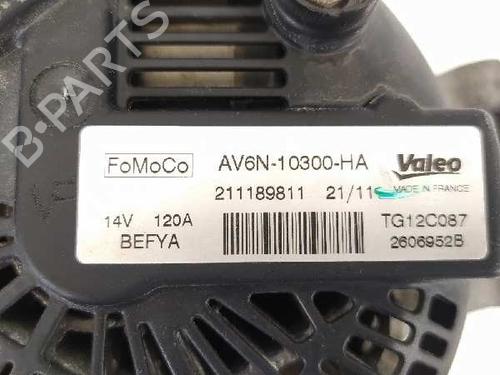 B-PARTS
FoMoCo AV6N-10300-HA Valeo
211189811 21/11 MADE IN FRANCE
14V 120A TG12C087
BEFYA 2606952B